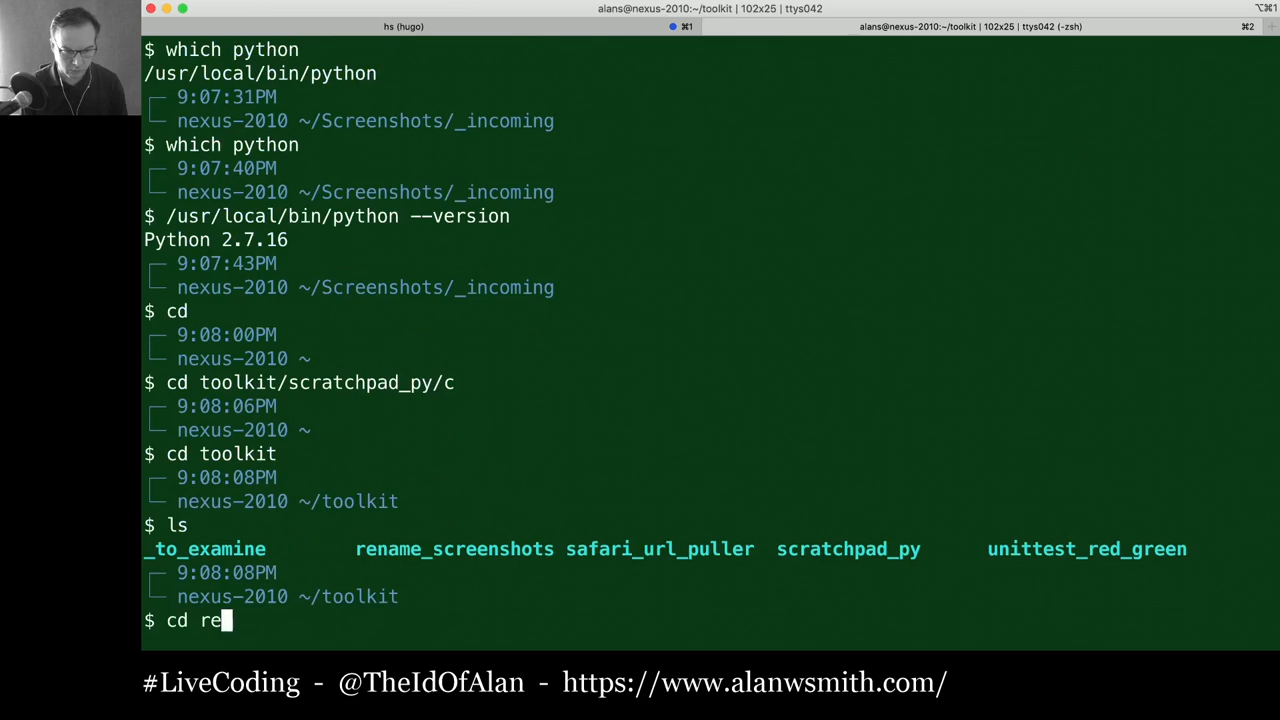 alans@nexus-2010:~/toolkit | 102x25 | ttys042
⌥⌘1
hs (hugo)
⌘1
alans@nexus-2010:~/toolkit | 102x25 | ttys042 (-zsh)
⌘2
+
$ which python
/usr/local/bin/python
┌─ 9:07:31PM
└─ nexus-2010 ~/Screenshots/_incoming
$ which python
┌─ 9:07:40PM
└─ nexus-2010 ~/Screenshots/_incoming
$ /usr/local/bin/python --version
Python 2.7.16
┌─ 9:07:43PM
└─ nexus-2010 ~/Screenshots/_incoming
$ cd
┌─ 9:08:00PM
└─ nexus-2010 ~
$ cd toolkit/scratchpad_py/c
┌─ 9:08:06PM
└─ nexus-2010 ~
$ cd toolkit
┌─ 9:08:08PM
└─ nexus-2010 ~/toolkit
$ ls
_to_examine rename_screenshots safari_url_puller scratchpad_py unittest_red_green
┌─ 9:08:08PM
└─ nexus-2010 ~/toolkit
$ cd re
#LiveCoding - @TheIdOfAlan - https://www.alanwsmith.com/